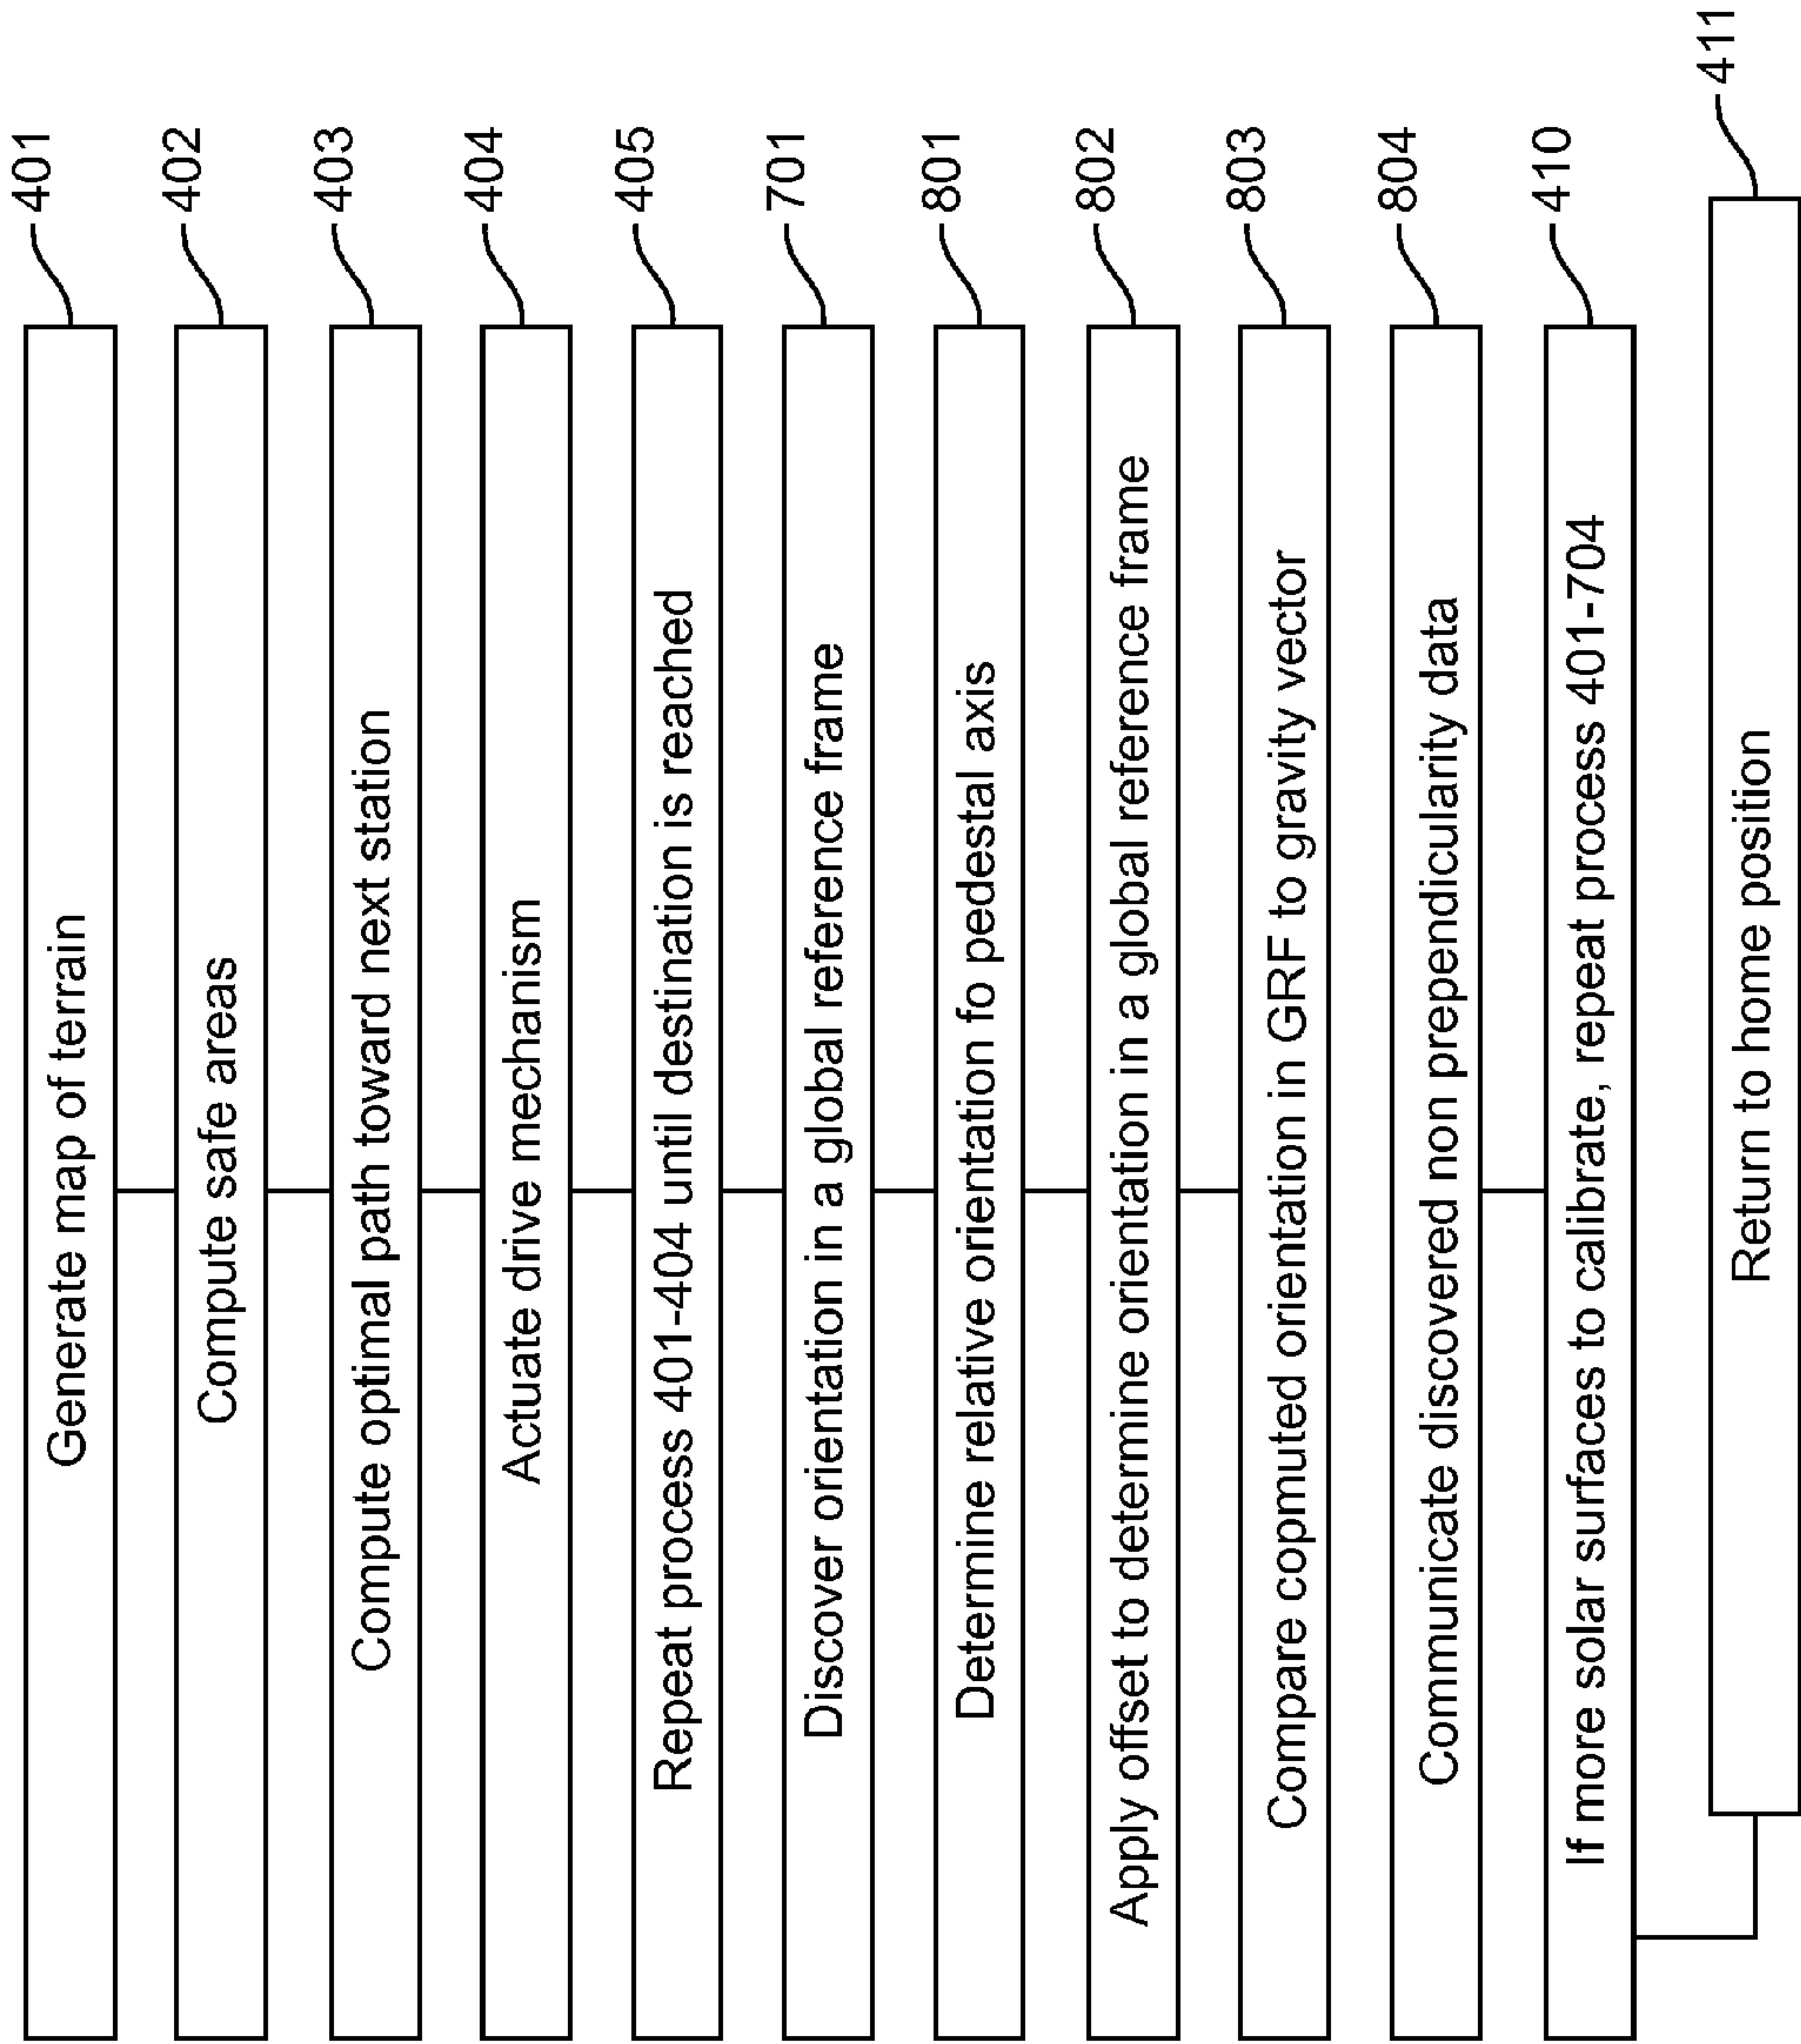 Generate map of terrain 401
Compute safe areas 402
Compute optimal path toward next station 403
Actuate drive mechanism 404
Repeat process 401-404 until destination is reached 405
Discover orientation in a global reference frame 701
Determine relative orientation fo pedestal axis 801
Apply offset to determine orientation in a global reference frame 802
Compare copmuted orientation in GRF to gravity vector 803
Communicate discovered non prependicularity data 804
If more solar surfaces to calibrate, repeat process 401-704 410
Return to home position 411